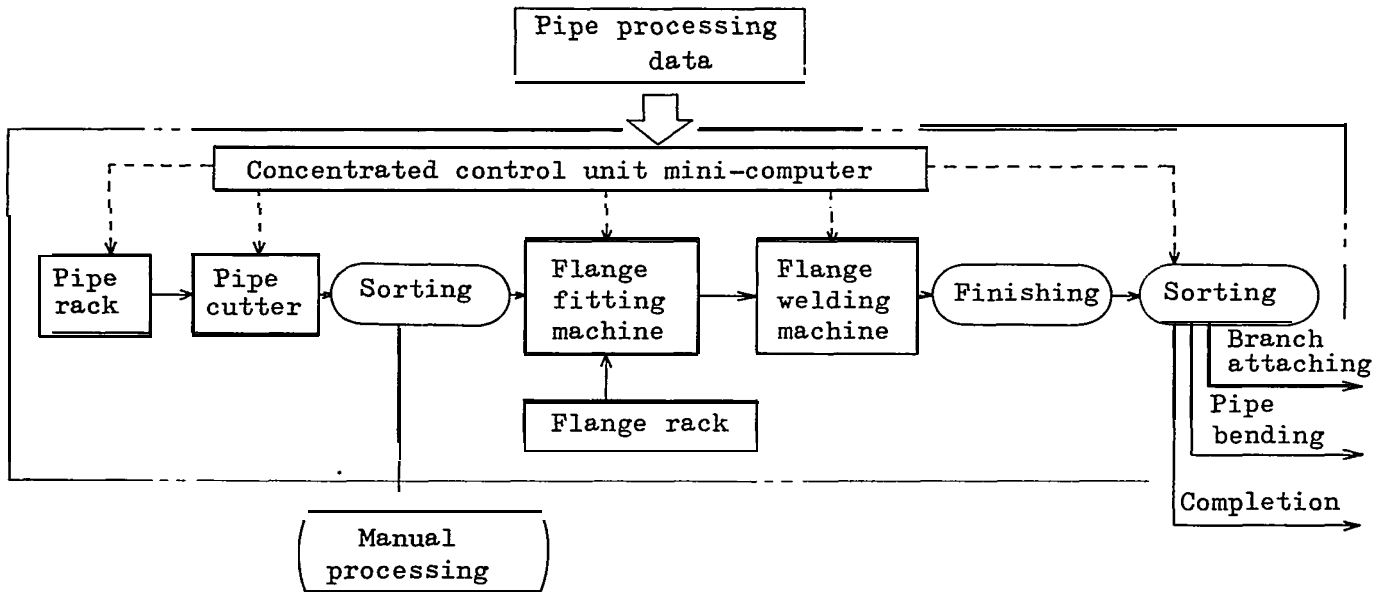 Pipe processing
data
Concentrated control unit mini-computer
Pipe
rack
Pipe
cutter
Sorting
Flange
fitting
machine
Flange
welding
machine
Finishing
Sorting
Branch
attaching
Flange rack
Pipe
bending
Completion
Manual
processing